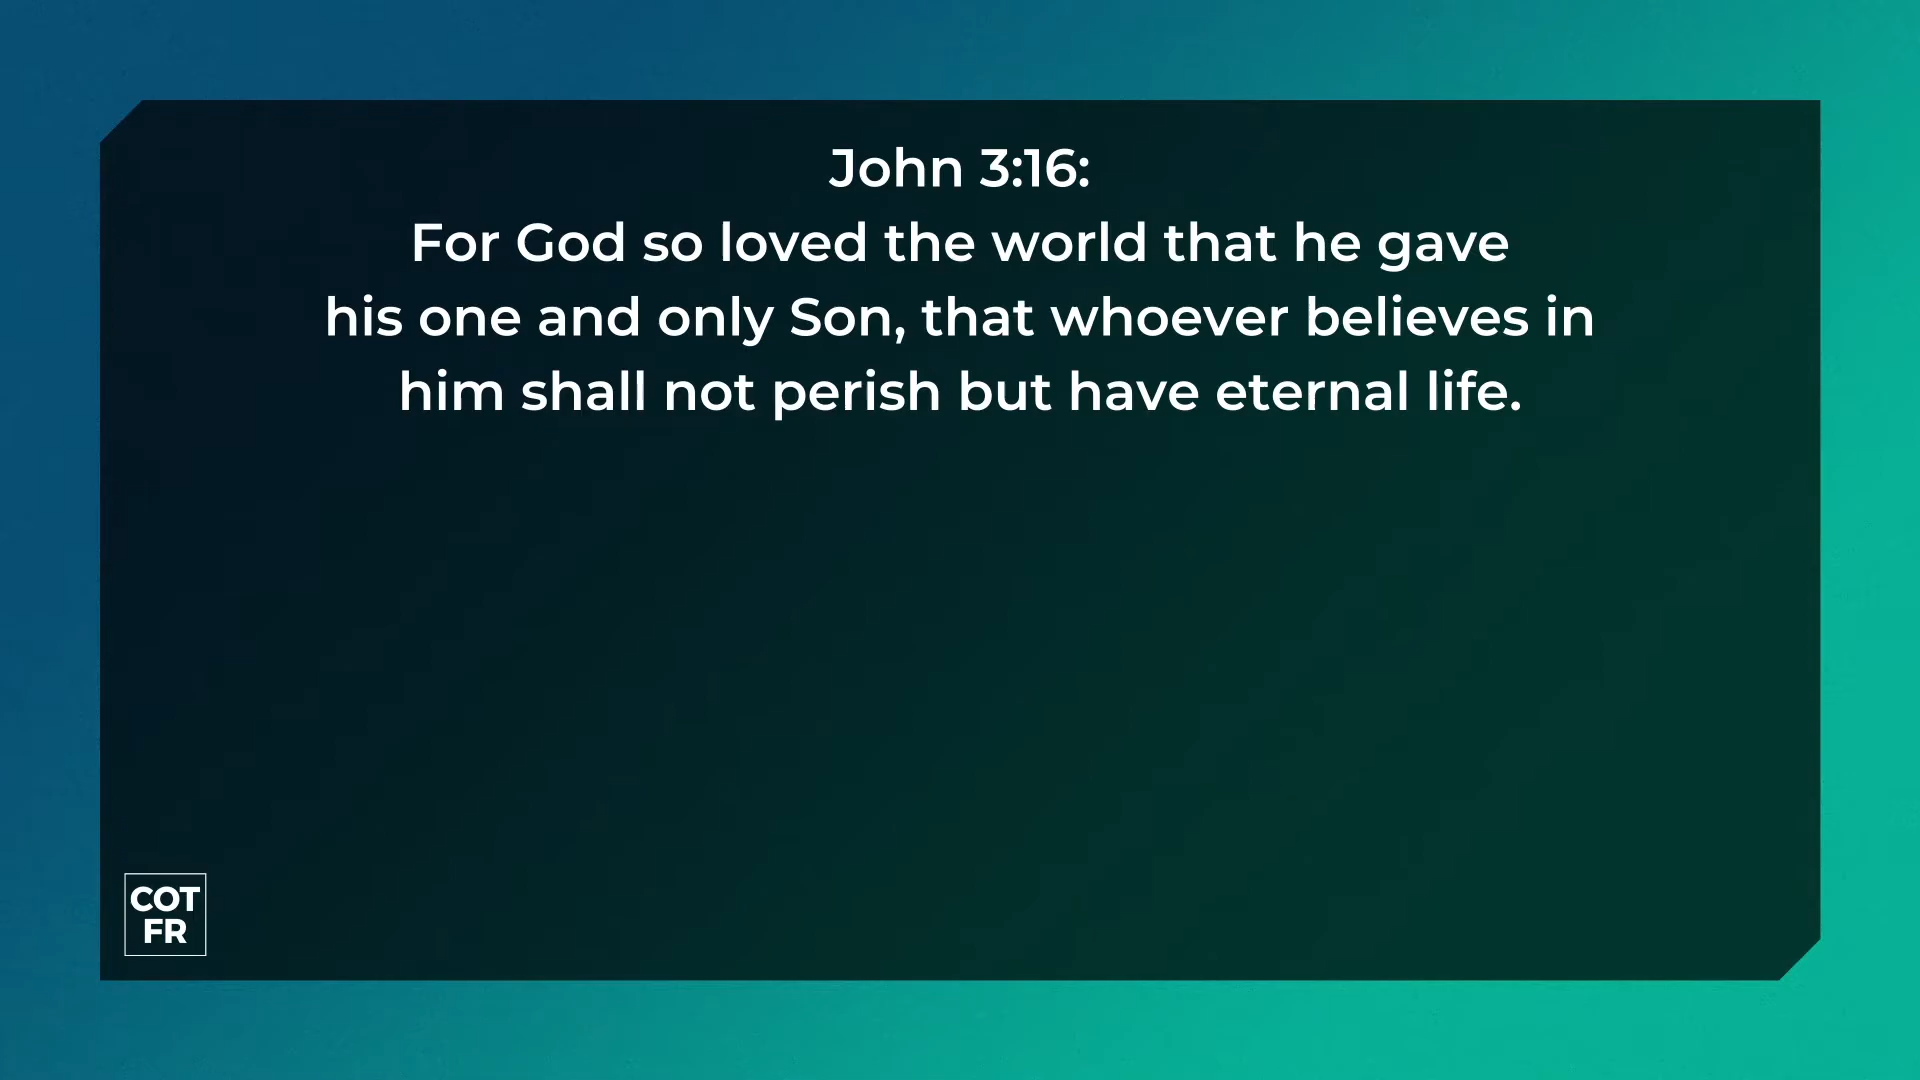 John 3:16:
For God so loved the world that he gave
his one and only Son, that whoever believes in
him shall not perish but have eternal life.
COT
FR